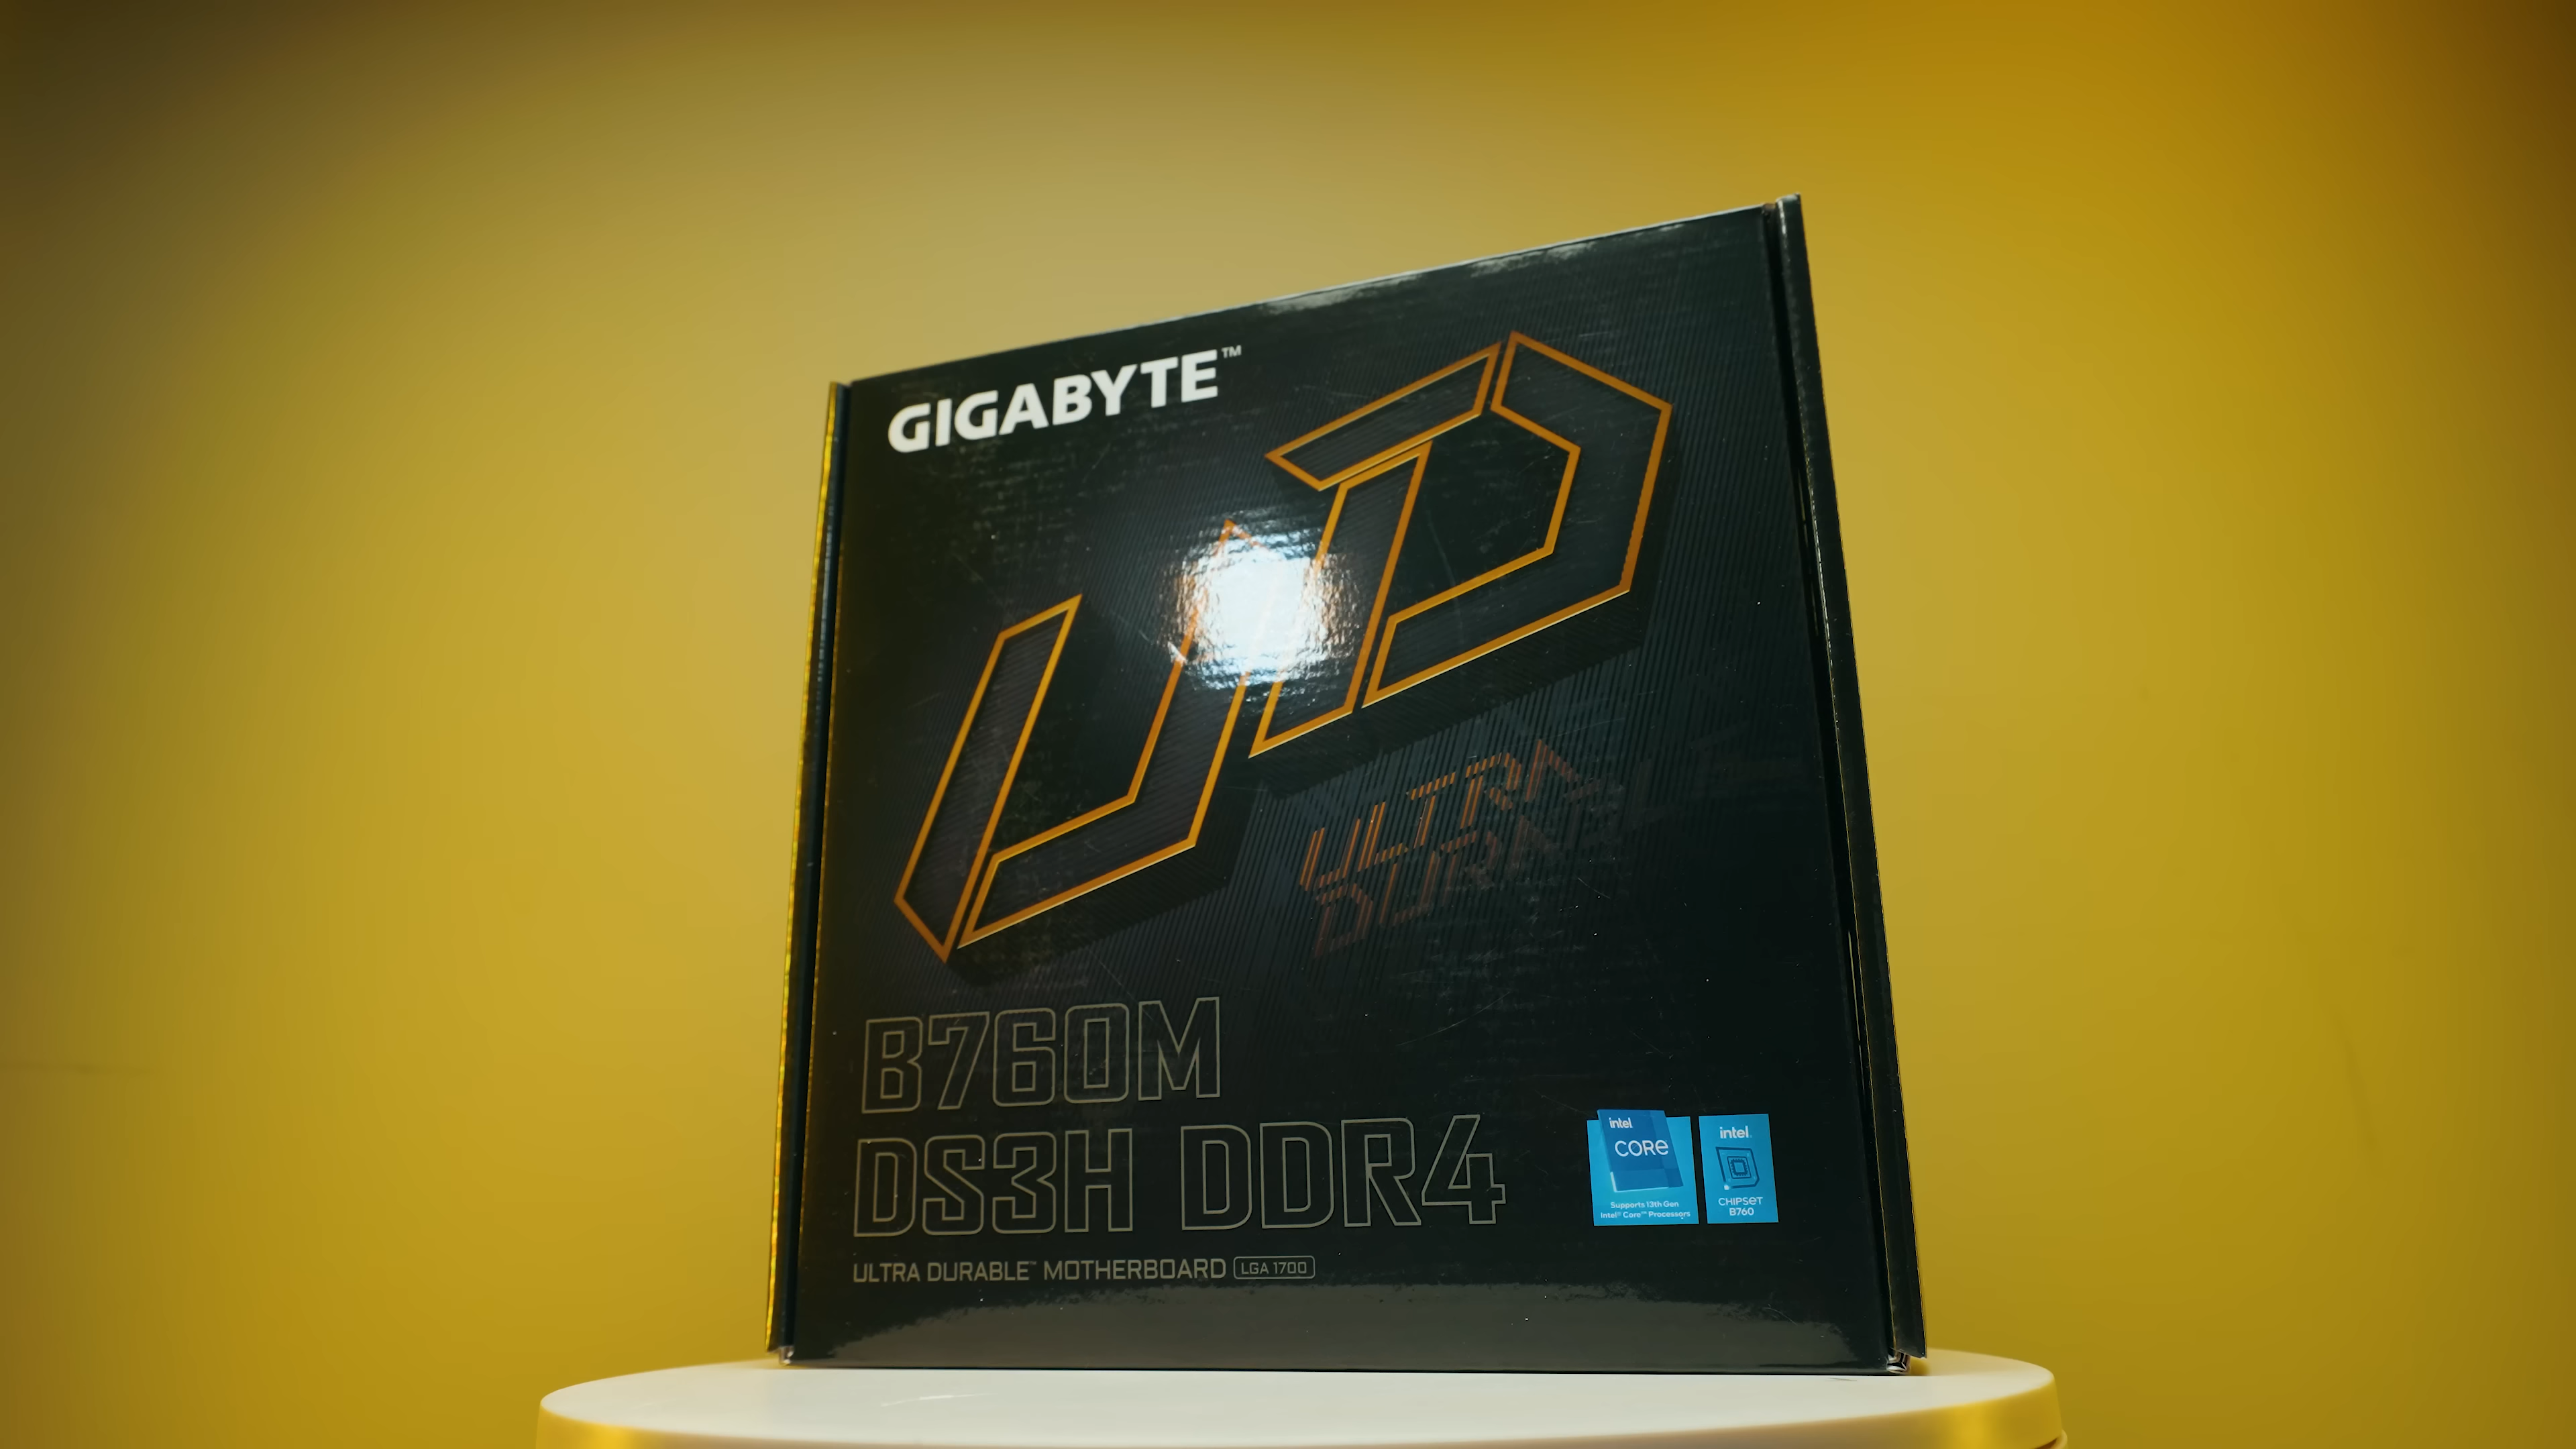 GIGABYTE™
UD
ULTRA
DURABLE
B760M
DS3H DDR4
ULTRA DURABLE™ MOTHERBOARD LGA 1700
intel
CORE
Supports 13th Gen
Intel® Core™ Processors
intel.
CHIPSET
B760